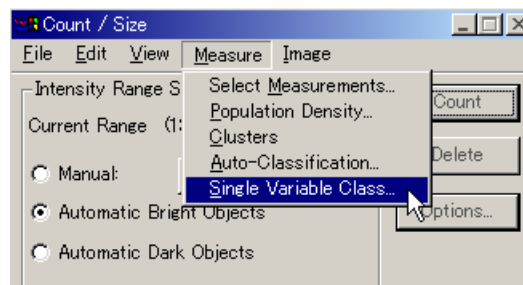 Count / Size
File Edit View Measure Image
Intensity Range S
Select Measurements...
Count
Current Range (1:
Population Density...
Clusters
Delete
Manual:
Auto-Classification...
Single Variable Class...
Options...
Automatic Bright Objects
Automatic Dark Objects